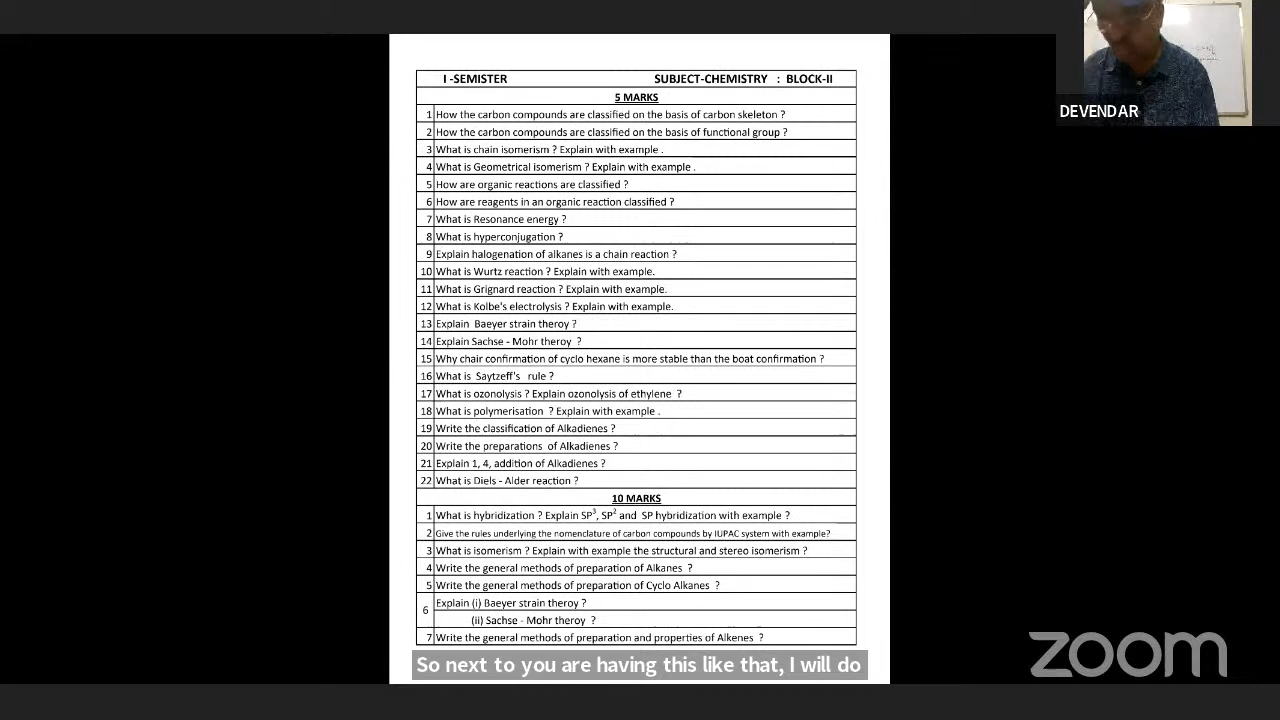 I -SEMISTER SUBJECT-CHEMISTRY : BLOCK-II
5 MARKS
1 How the carbon compounds are classified on the basis of carbon skeleton ?
2 How the carbon compounds are classified on the basis of functional group ?
3 What is chain isomerism ? Explain with example .
4 What is Geometrical isomerism ? Explain with example .
5 How are organic reactions are classified ?
6 How are reagents in an organic reaction classified ?
7 What is Resonance energy ?
8 What is hyperconjugation ?
9 Explain halogenation of alkanes is a chain reaction ?
10 What is Wurtz reaction ? Explain with example.
11 What is Grignard reaction ? Explain with example.
12 What is Kolbe's electrolysis ? Explain with example.
13 Explain Baeyer strain theroy ?
14 Explain Sachse - Mohr theroy ?
15 Why chair confirmation of cyclo hexane is more stable than the boat confirmation ?
16 What is Saytzeff's rule ?
17 What is ozonolysis ? Explain ozonolysis of ethylene ?
18 What is polymerisation ? Explain with example .
19 Write the classification of Alkadienes ?
20 Write the preparations of Alkadienes ?
21 Explain 1, 4, addition of Alkadienes ?
22 What is Diels - Alder reaction ?
10 MARKS
1 What is hybridization ? Explain SP³, SP² and SP hybridization with example ?
2 Give the rules underlying the nomenclature of carbon compounds by IUPAC system with example?
3 What is isomerism ? Explain with example the structural and stereo isomerism ?
4 Write the general methods of preparation of Alkanes ?
5 Write the general methods of preparation of Cyclo Alkanes ?
6 Explain (i) Baeyer strain theroy ?
(ii) Sachse - Mohr theroy ?
7 Write the general methods of preparation and properties of Alkenes ?
So next to you are having this like that, I will do
DEVENDAR
zoom